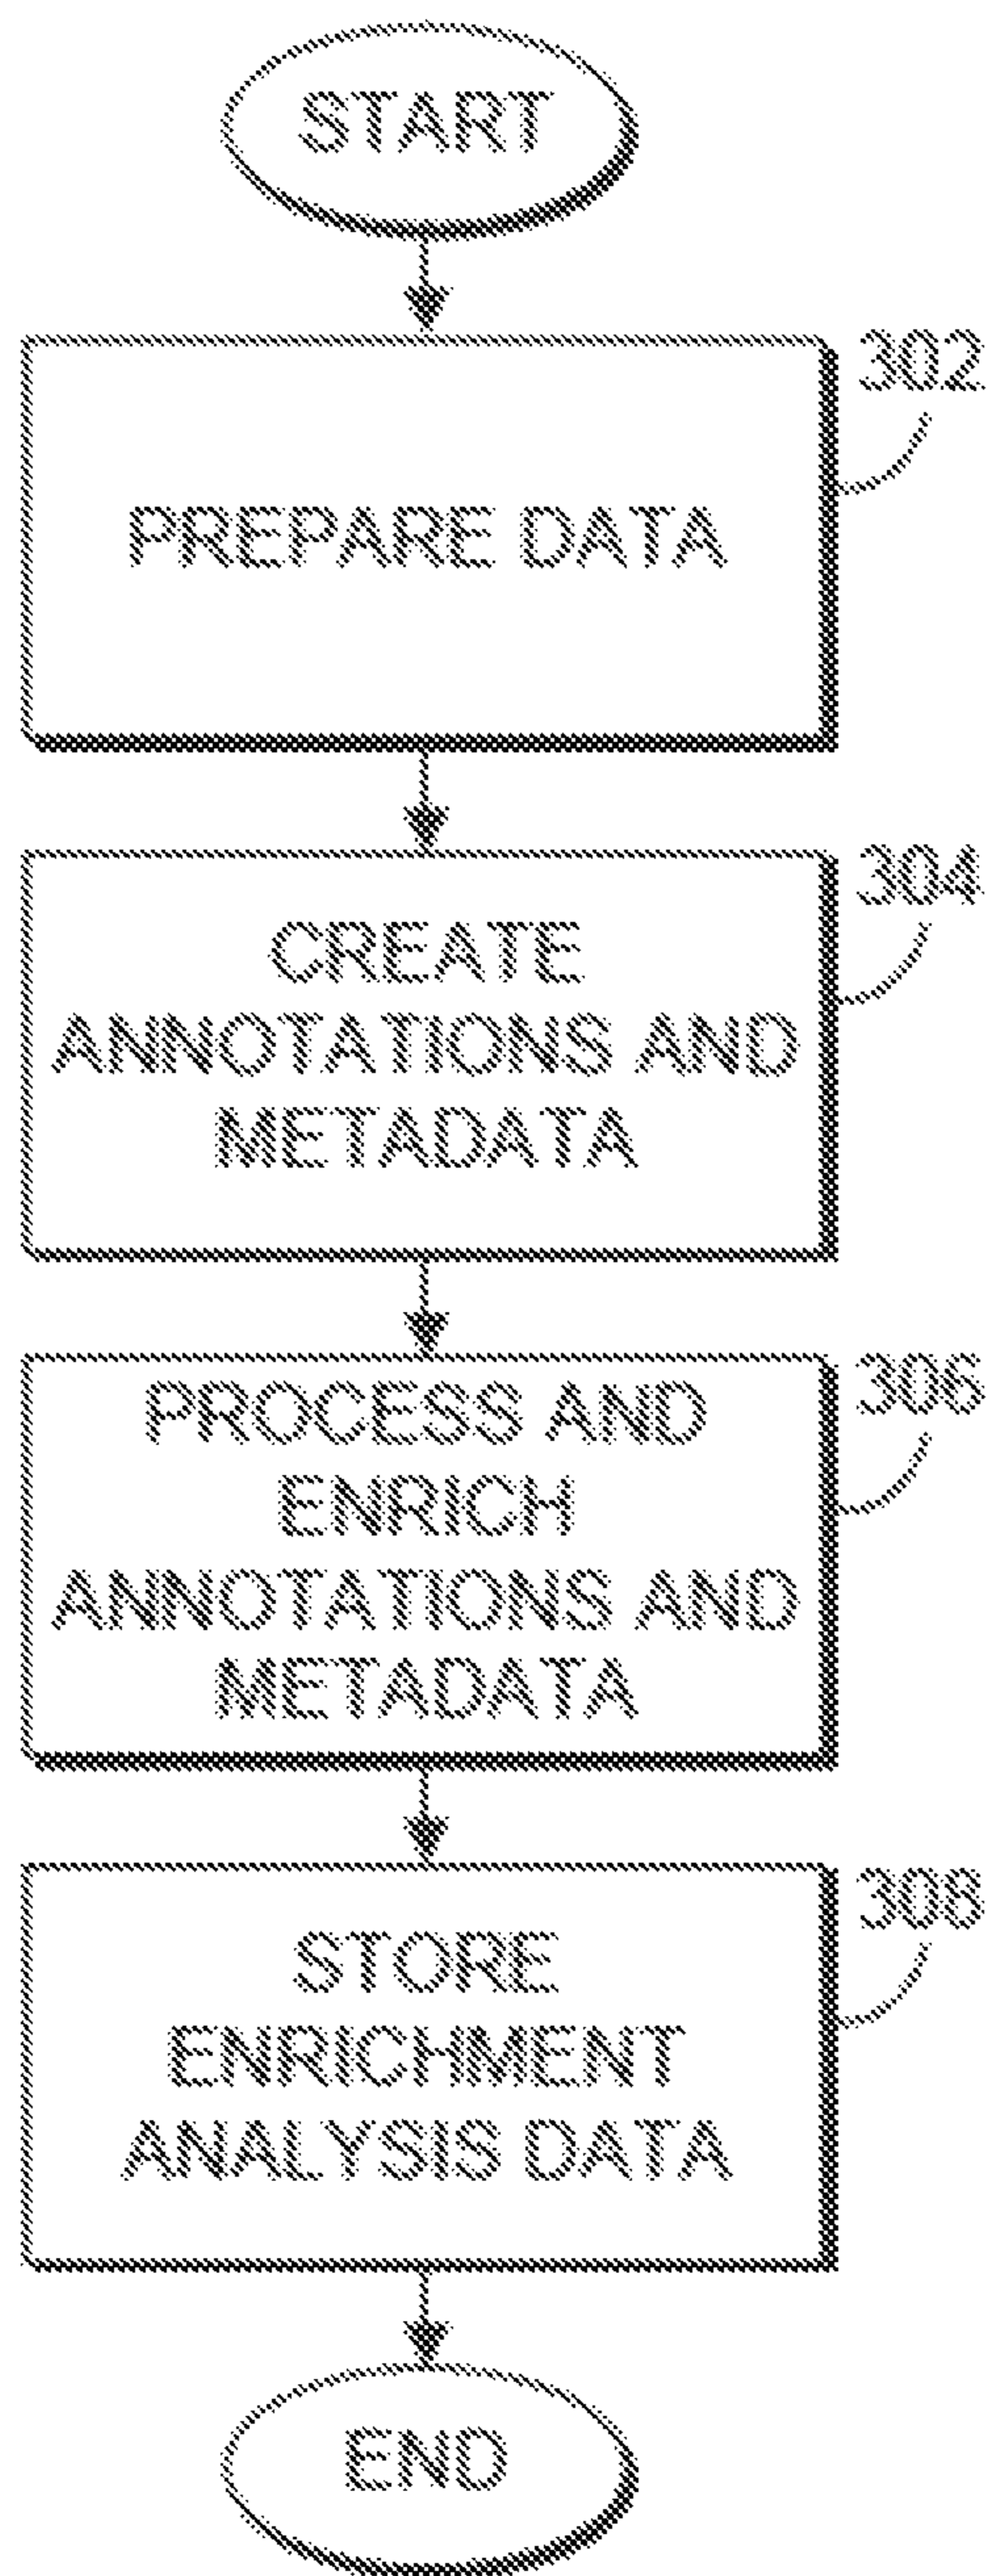 START
302
PREPARE DATA
304
CREATE
ANNOTATIONS AND
METADATA
306
PROCESS AND
ENRICH
ANNOTATIONS AND
METADATA
308
STORE
ENRICHMENT
ANALYSIS DATA
END